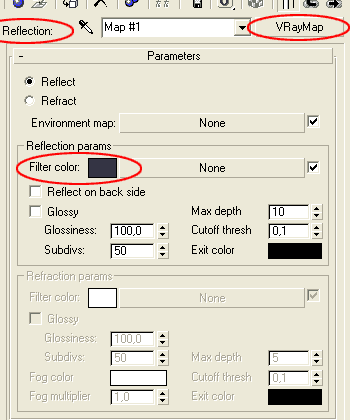 Reflection: Map #1 VRayMap
- Parameters
Reflect
Refract
Environment map: None
Reflection params
Filter color: None
Reflect on back side
Glossy Max depth 10
Glossiness: 100,0 Cutoff thresh 0,1
Subdivs: 50 Exit color
Refraction params
Filter color: None
Glossy
Glossiness: 100,0
Subdivs: 50 Max depth 5
Fog color Cutoff thresh 0,1
Fog multiplier 1,0 Exit color